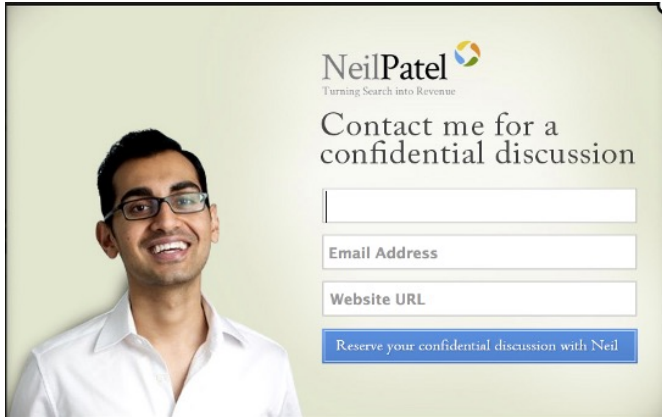 NeilPatel
Turning Search into Revenue
Contact me for a
confidential discussion
Email Address
Website URL
Reserve your confidential discussion with Neil